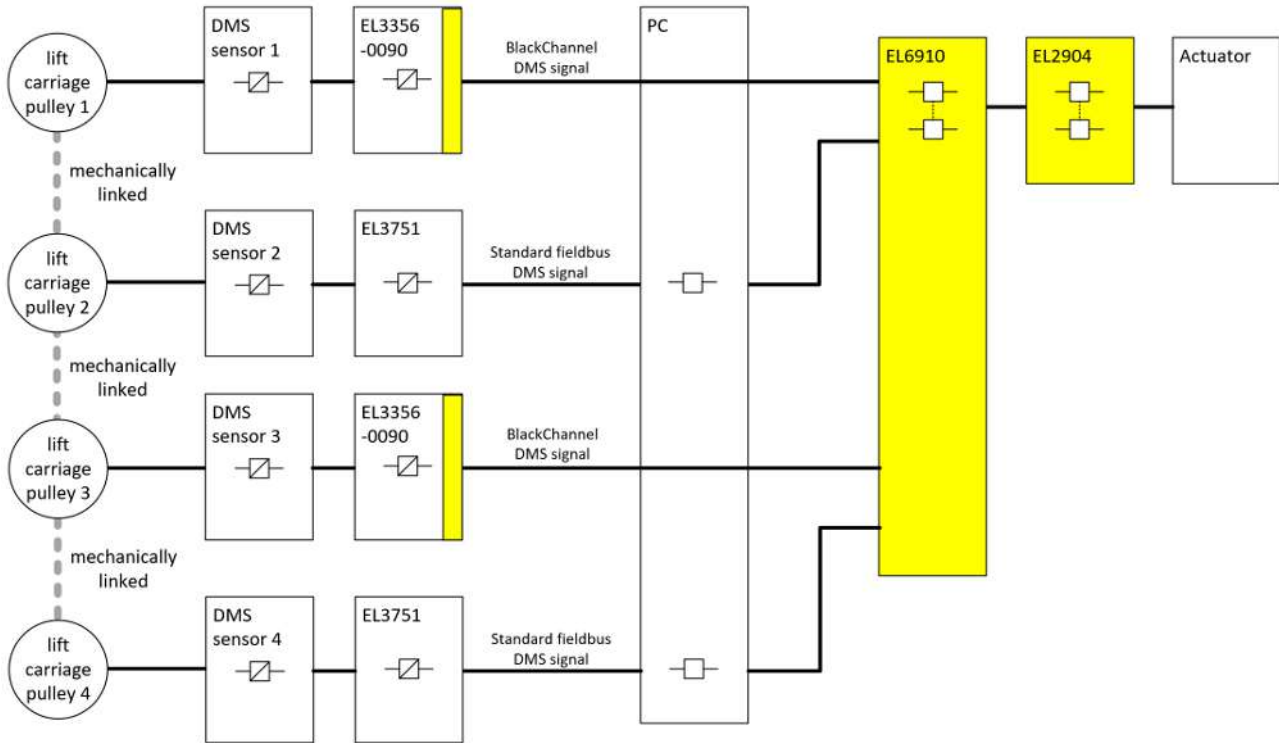 lift
carriage
pulley 1
DMS
sensor 1
EL3356
-0090
BlackChannel
DMS signal
PC
EL6910
EL2904
Actuator
mechanically
linked
lift
carriage
pulley 2
DMS
sensor 2
EL3751
Standard fieldbus
DMS signal
mechanically
linked
lift
carriage
pulley 3
DMS
sensor 3
EL3356
-0090
BlackChannel
DMS signal
mechanically
linked
lift
carriage
pulley 4
DMS
sensor 4
EL3751
Standard fieldbus
DMS signal